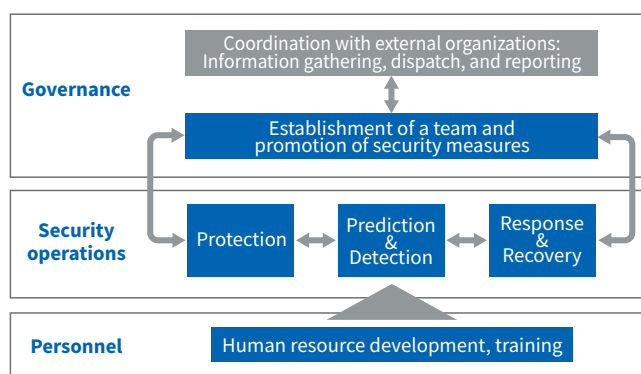 Governance
Coordination with external organizations:
Information gathering, dispatch, and reporting
Establishment of a team and
promotion of security measures
Security
operations
Protection
Prediction
&
Detection
Response
&
Recovery
Personnel
Human resource development, training